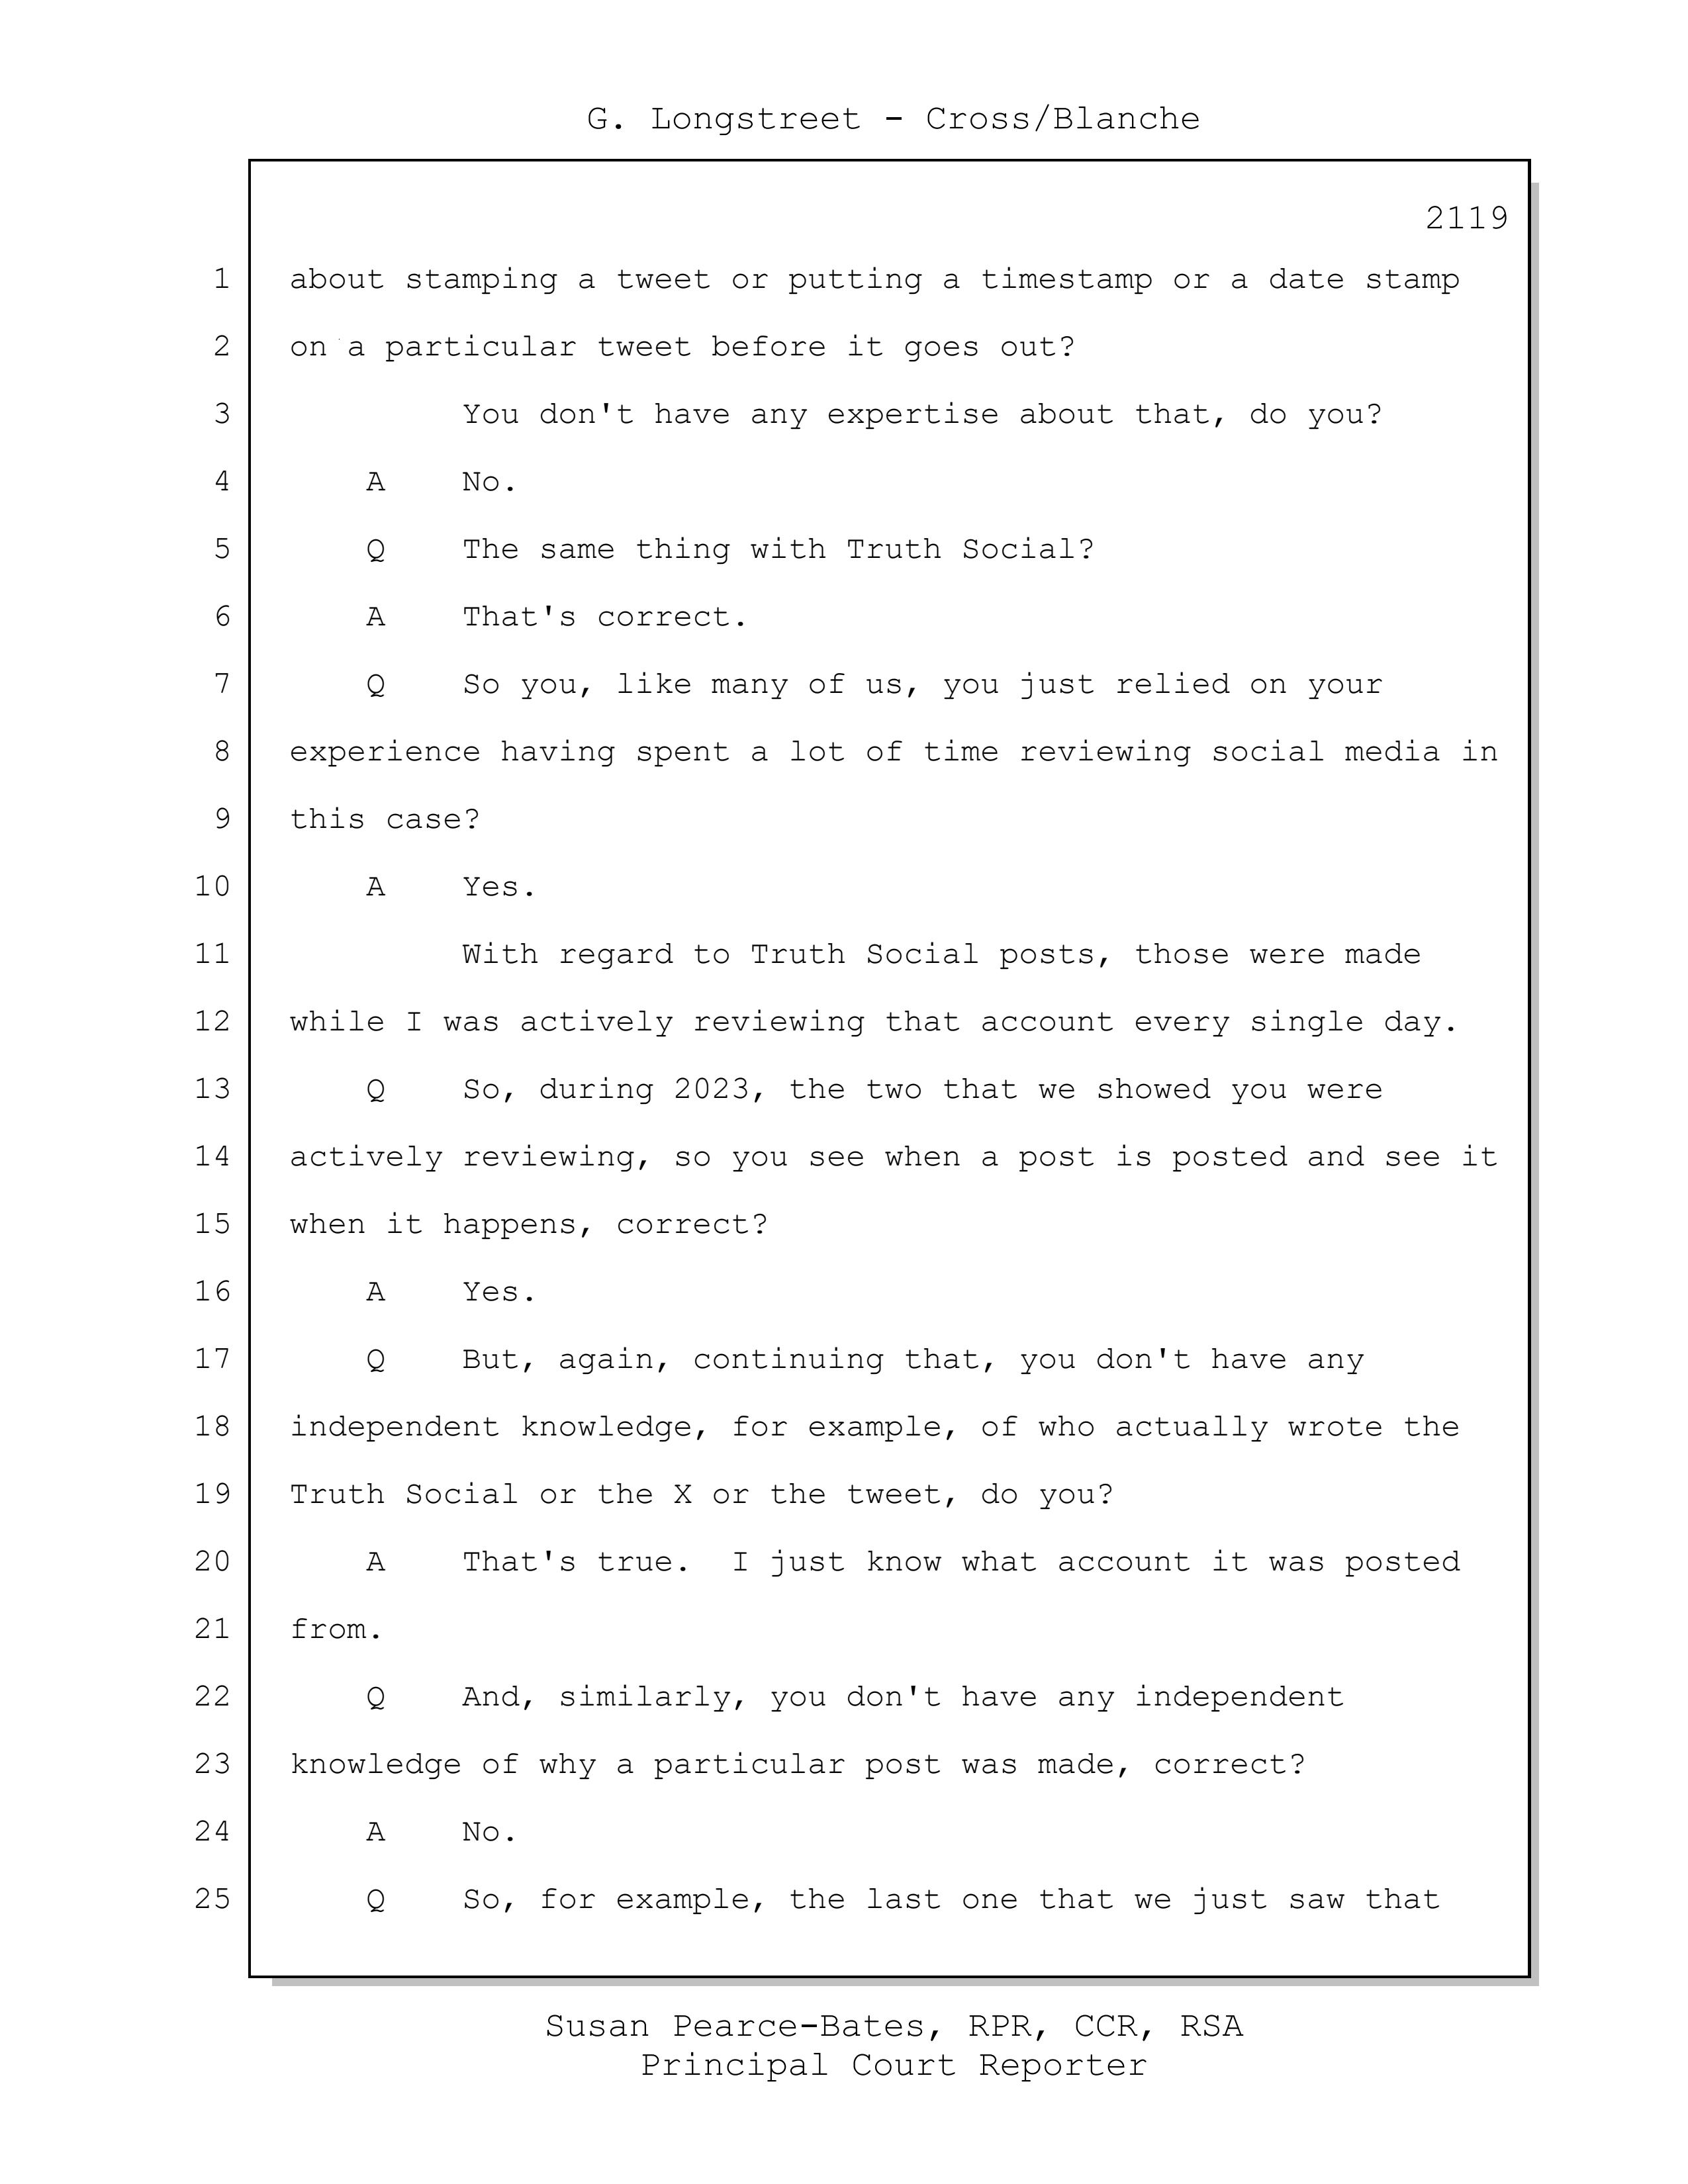 G. Longstreet - Cross/Blanche
2119
1 about stamping a tweet or putting a timestamp or a date stamp
2 on a particular tweet before it goes out?
3 You don't have any expertise about that, do you?
4 A No.
5 Q The same thing with Truth Social?
6 A That's correct.
7 Q So you, like many of us, you just relied on your
8 experience having spent a lot of time reviewing social media in
9 this case?
10 A Yes.
11 With regard to Truth Social posts, those were made
12 while I was actively reviewing that account every single day.
13 Q So, during 2023, the two that we showed you were
14 actively reviewing, so you see when a post is posted and see it
15 when it happens, correct?
16 A Yes.
17 Q But, again, continuing that, you don't have any
18 independent knowledge, for example, of who actually wrote the
19 Truth Social or the X or the tweet, do you?
20 A That's true. I just know what account it was posted
21 from.
22 Q And, similarly, you don't have any independent
23 knowledge of why a particular post was made, correct?
24 A No.
25 Q So, for example, the last one that we just saw that
Susan Pearce-Bates, RPR, CCR, RSA
Principal Court Reporter